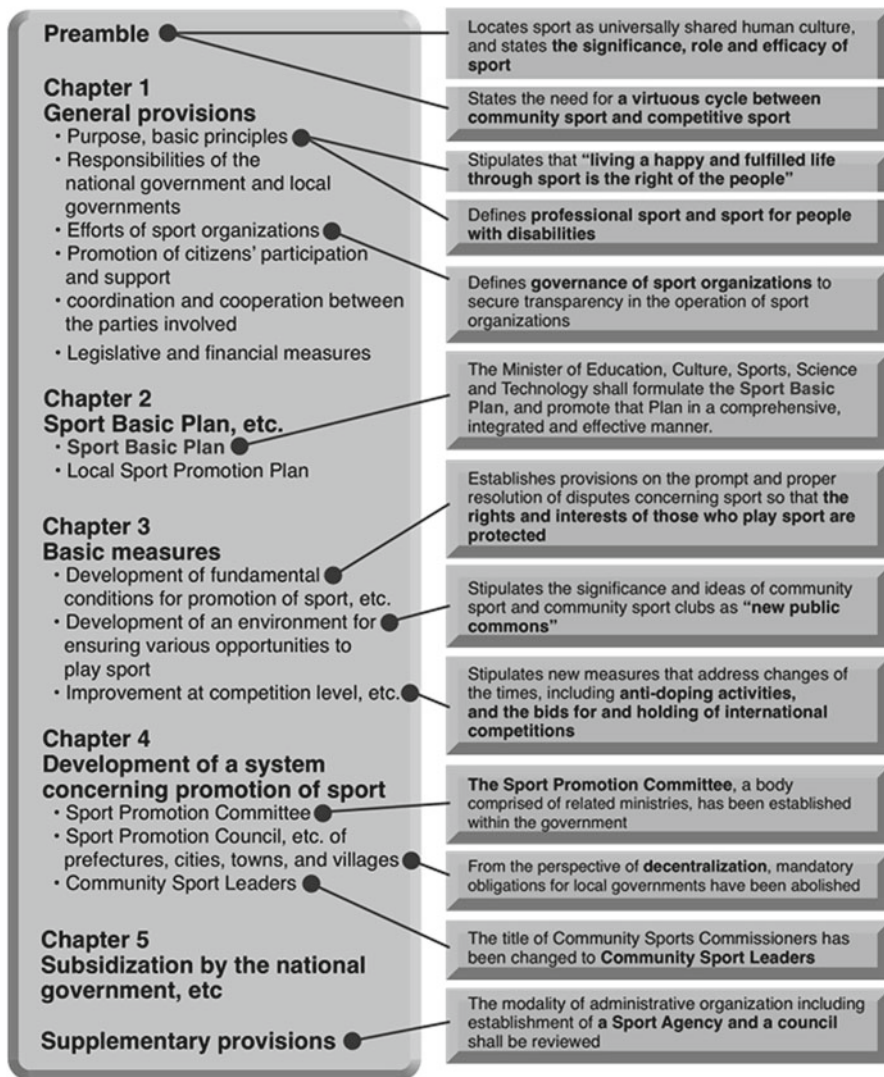 Preamble
Chapter 1
General provisions
・Purpose, basic principles
・Responsibilities of the
national government and local
governments
・Efforts of sport organizations
・Promotion of citizens' participation
and support
・coordination and cooperation between
the parties involved
・Legislative and financial measures
Chapter 2
Sport Basic Plan, etc.
・Sport Basic Plan
・Local Sport Promotion Plan
Chapter 3
Basic measures
・Development of fundamental
conditions for promotion of sport, etc.
・Development of an environment for
ensuring various opportunities to
play sport
・Improvement at competition level, etc.
Chapter 4
Development of a system
concerning promotion of sport
・Sport Promotion Committee
・Sport Promotion Council, etc. of
prefectures, cities, towns, and villages
・Community Sport Leaders
Chapter 5
Subsidization by the national
government, etc
Supplementary provisions
Locates sport as universally shared human culture,
and states the significance, role and efficacy of
sport
States the need for a virtuous cycle between
community sport and competitive sport
Stipulates that “living a happy and fulfilled life
through sport is the right of the people”
Defines professional sport and sport for people
with disabilities
Defines governance of sport organizations to
secure transparency in the operation of sport
organizations
The Minister of Education, Culture, Sports, Science
and Technology shall formulate the Sport Basic
Plan, and promote that Plan in a comprehensive,
integrated and effective manner.
Establishes provisions on the prompt and proper
resolution of disputes concerning sport so that the
rights and interests of those who play sport are
protected
Stipulates the significance and ideas of community
sport and community sport clubs as “new public
commons”
Stipulates new measures that address changes of
the times, including anti-doping activities,
and the bids for and holding of international
competitions
The Sport Promotion Committee, a body
comprised of related ministries, has been established
within the government
From the perspective of decentralization, mandatory
obligations for local governments have been abolished
The title of Community Sports Commissioners has
been changed to Community Sport Leaders
The modality of administrative organization including
establishment of a Sport Agency and a council
shall be reviewed